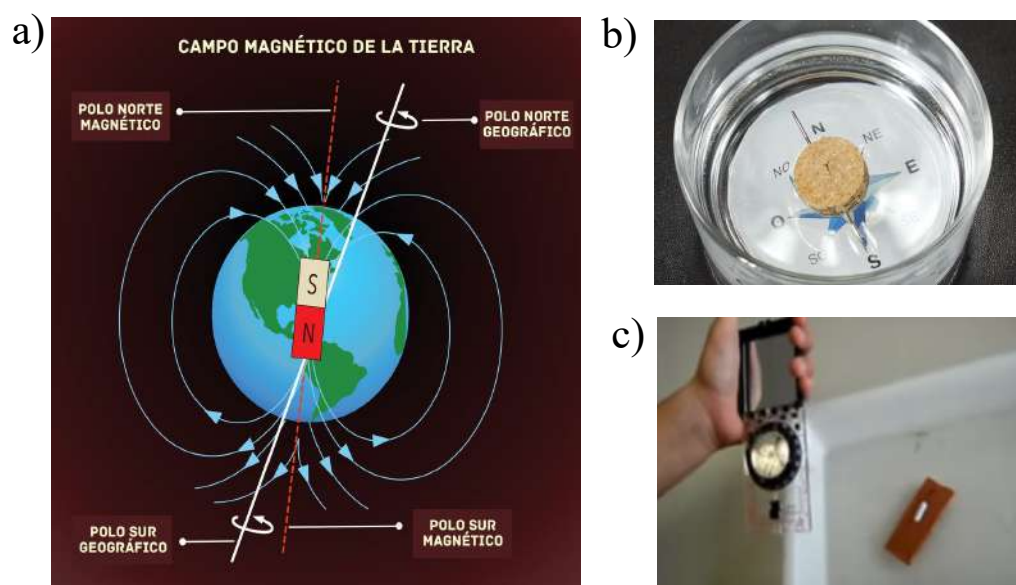 a)
CAMPO MAGNÉTICO DE LA TIERRA
POLO NORTE
MAGNÉTICO
POLO NORTE
GEOGRÁFICO
S
N
POLO SUR
GEOGRÁFICO
POLO SUR
MAGNÉTICO
b)
N
NE
NO
E
O
SO
S
c)